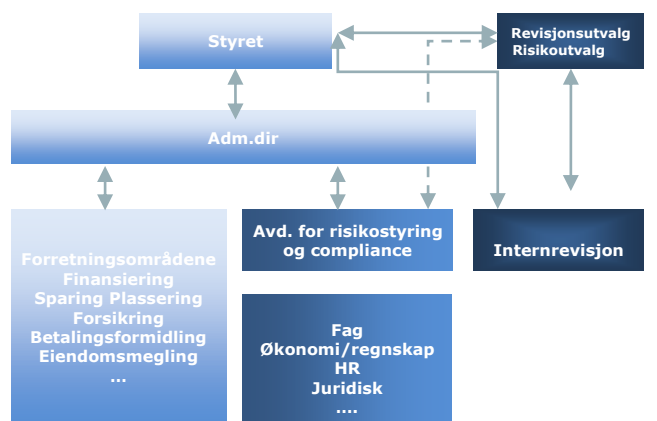 Styret
Revisjonsutvalg
Risikoutvalg
Adm.dir
Forretningsområdene
Finansiering
Sparing Plassering
Forsikring
Betalingsformidling
Eiendomsmegling
...
Avd. for risikostyring
og compliance
Internrevisjon
Fag
Økonomi/regnskap
HR
Juridisk
....